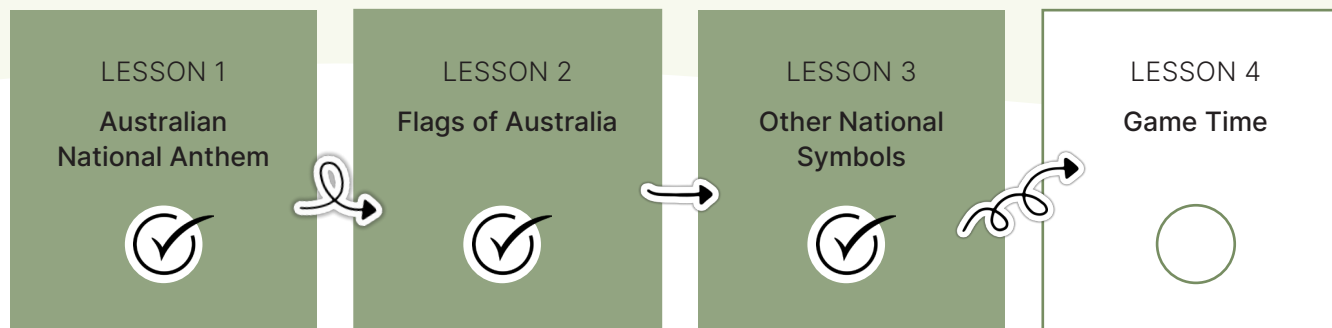 LESSON 1
Australian
National Anthem
LESSON 2
Flags of Australia
LESSON 3
Other National
Symbols
LESSON 4
Game Time